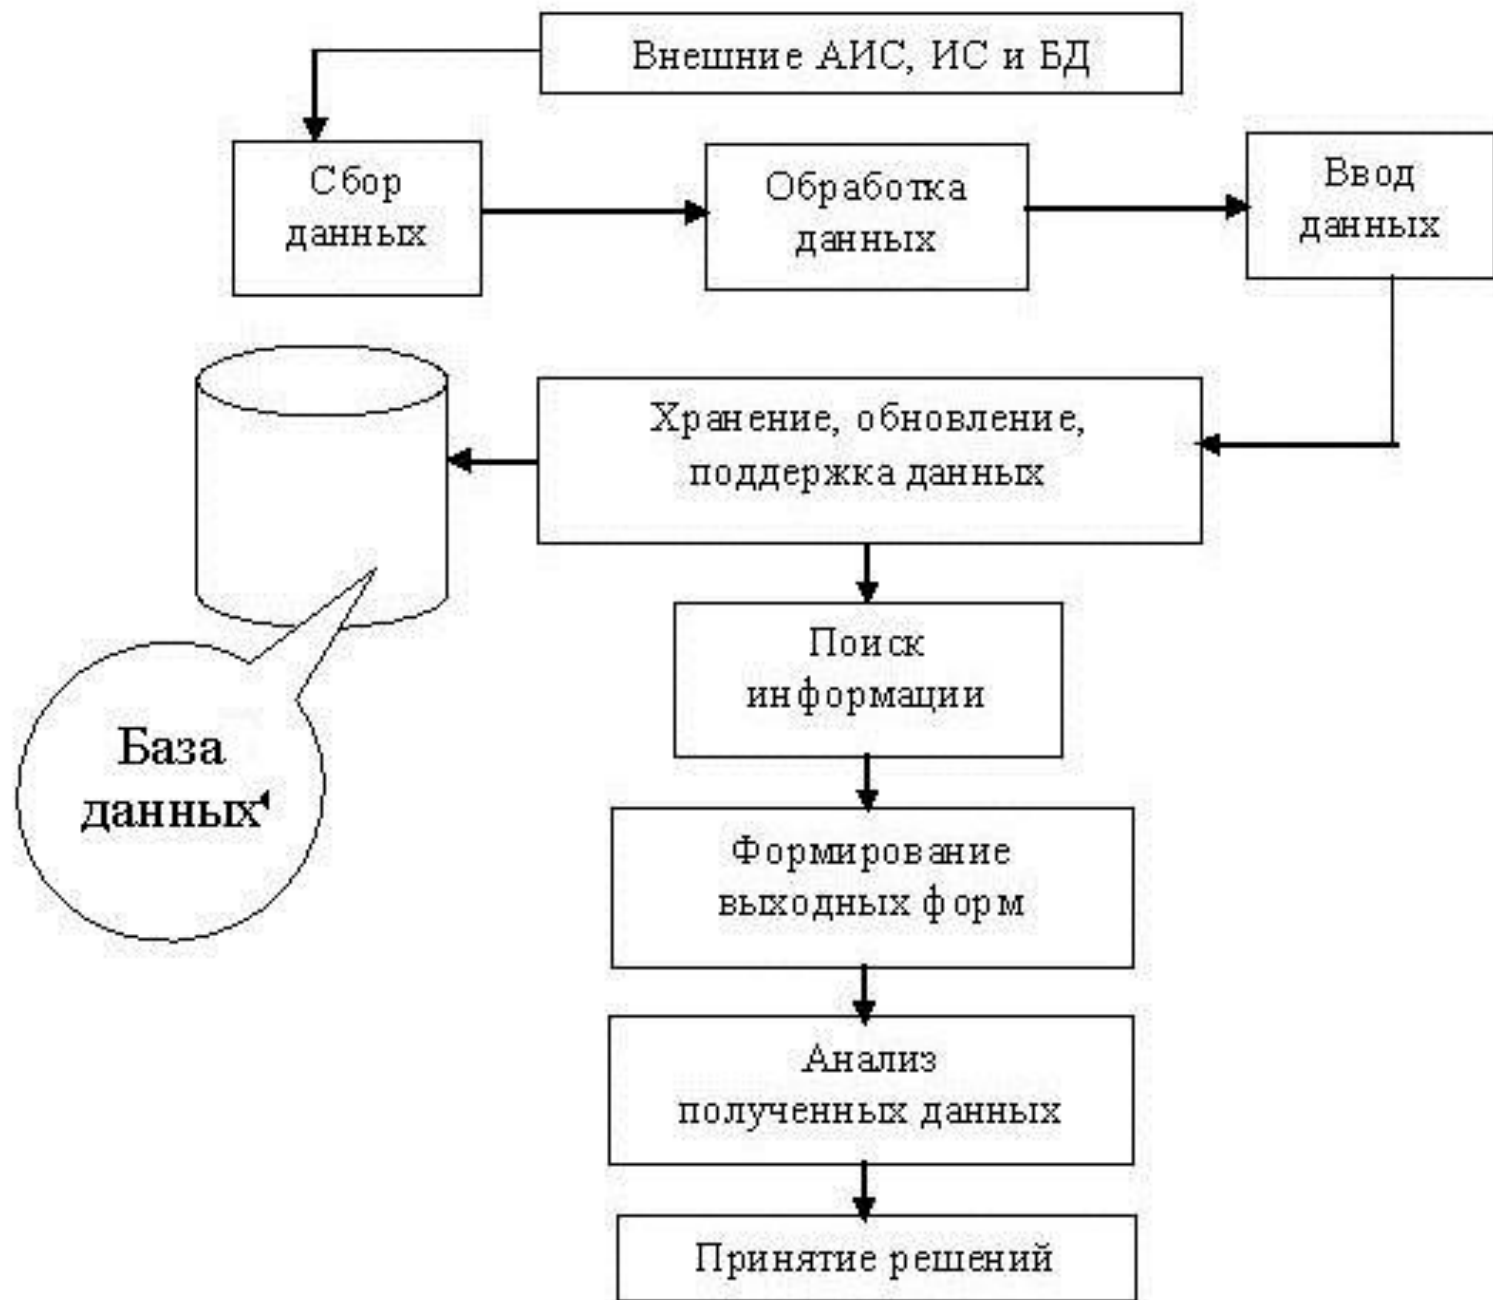 Внешние АИС, ИС и БД
Сбор
данных
Обработка
данных
Ввод
данных
Хранение, обновление,
поддержка данных
Поиск
информации
База
данных
Формирование
выходных форм
Анализ
полученных данных
Принятие решений